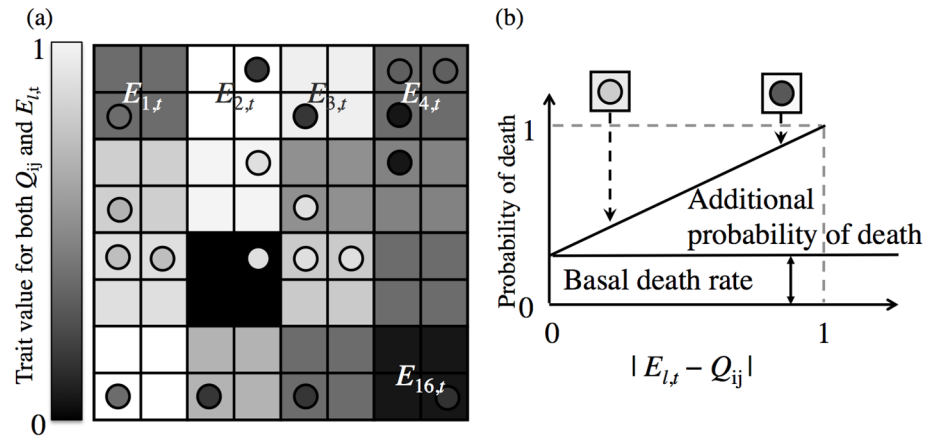 (a)
Trait value for both Q_ij and E_l,t
1
0
E_1,t
E_2,t
E_3,t
E_4,t
E_16,t
(b)
Probability of death
1
0
Additional
probability of death
Basal death rate
0
1
| E_l,t − Q_ij |